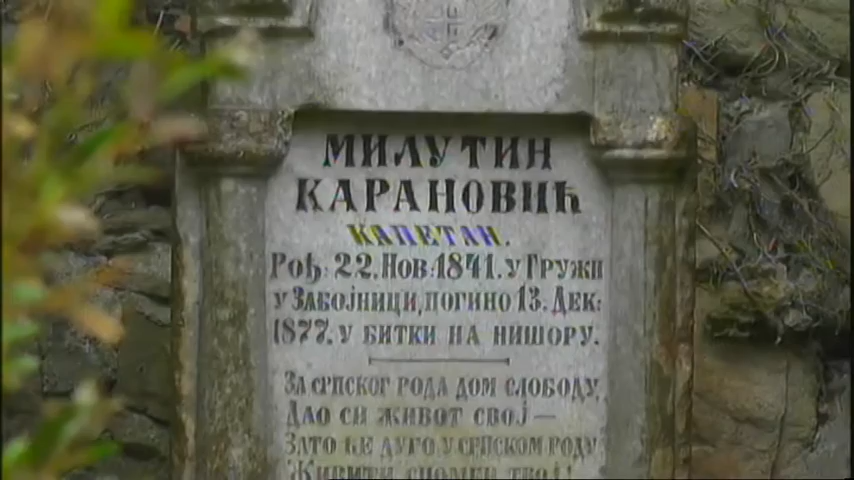 МИЛУТИН
КАРАНОВИЋ
КАПЕТАН.
РОЂ: 22. НОВ: 1841. У ГРУЖИ
У ЗАБОЈНИЦИ, ПОГИНО 13. ДЕК:
1877. У БИТКИ НА НИШОРУ.
ЗА СРПСКОГ РОДА ДОМ СЛОБОДУ,
ДАО СИ ЖИВОТ СВОЈ —
ЗАТО ЋЕ ДУГО У СРПСКОМ РОДУ
ЖИВИТИ СПОМЕН ТВОЈ!